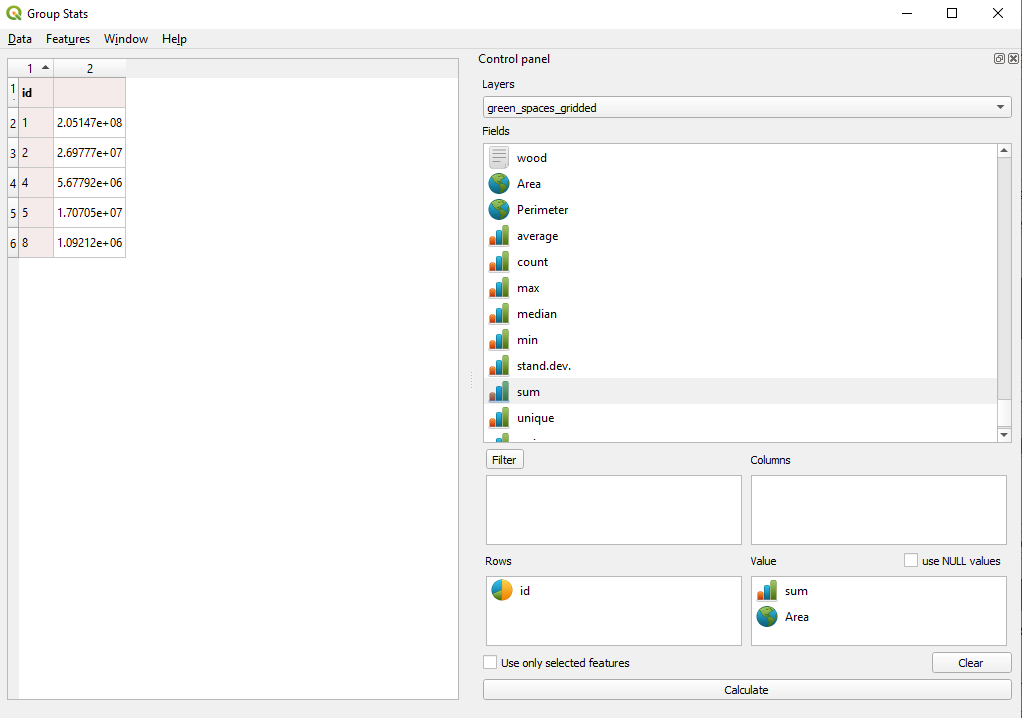 Group Stats
Data Features Window Help
1 2
1 id
2 1 2.05147e+08
3 2 2.69777e+07
4 4 5.67792e+06
5 5 1.70705e+07
6 8 1.09212e+06
Control panel
Layers
green_spaces_gridded
Fields
wood
Area
Perimeter
average
count
max
median
min
stand.dev.
sum
unique
Filter
Columns
Rows
Value
use NULL values
id
sum
Area
Use only selected features
Clear
Calculate